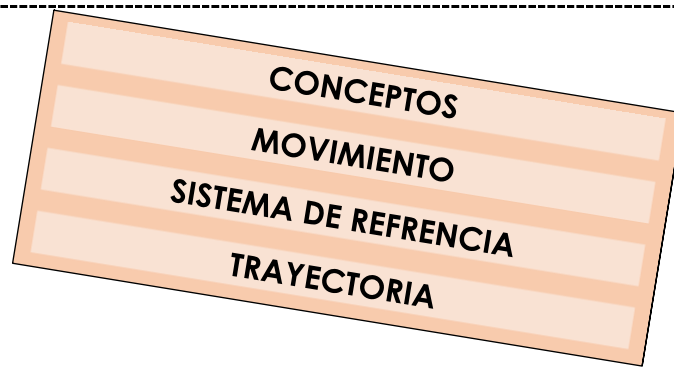 CONCEPTOS
MOVIMIENTO
SISTEMA DE REFRENCIA
TRAYECTORIA